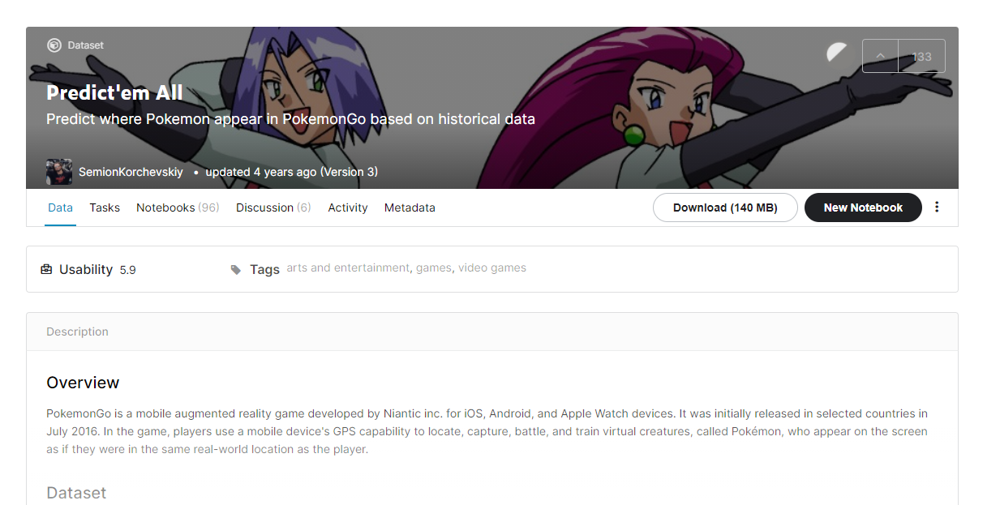 Dataset
133
Predict'em All
Predict where Pokemon appear in PokemonGo based on historical data
SemionKorchevskiy • updated 4 years ago (Version 3)
Data Tasks Notebooks (96) Discussion (6) Activity Metadata Download (140 MB) New Notebook
Usability 5.9 Tags arts and entertainment, games, video games
Description
Overview
PokemonGo is a mobile augmented reality game developed by Niantic inc. for iOS, Android, and Apple Watch devices. It was initially released in selected countries in
July 2016. In the game, players use a mobile device's GPS capability to locate, capture, battle, and train virtual creatures, called Pokémon, who appear on the screen
as if they were in the same real-world location as the player.
Dataset